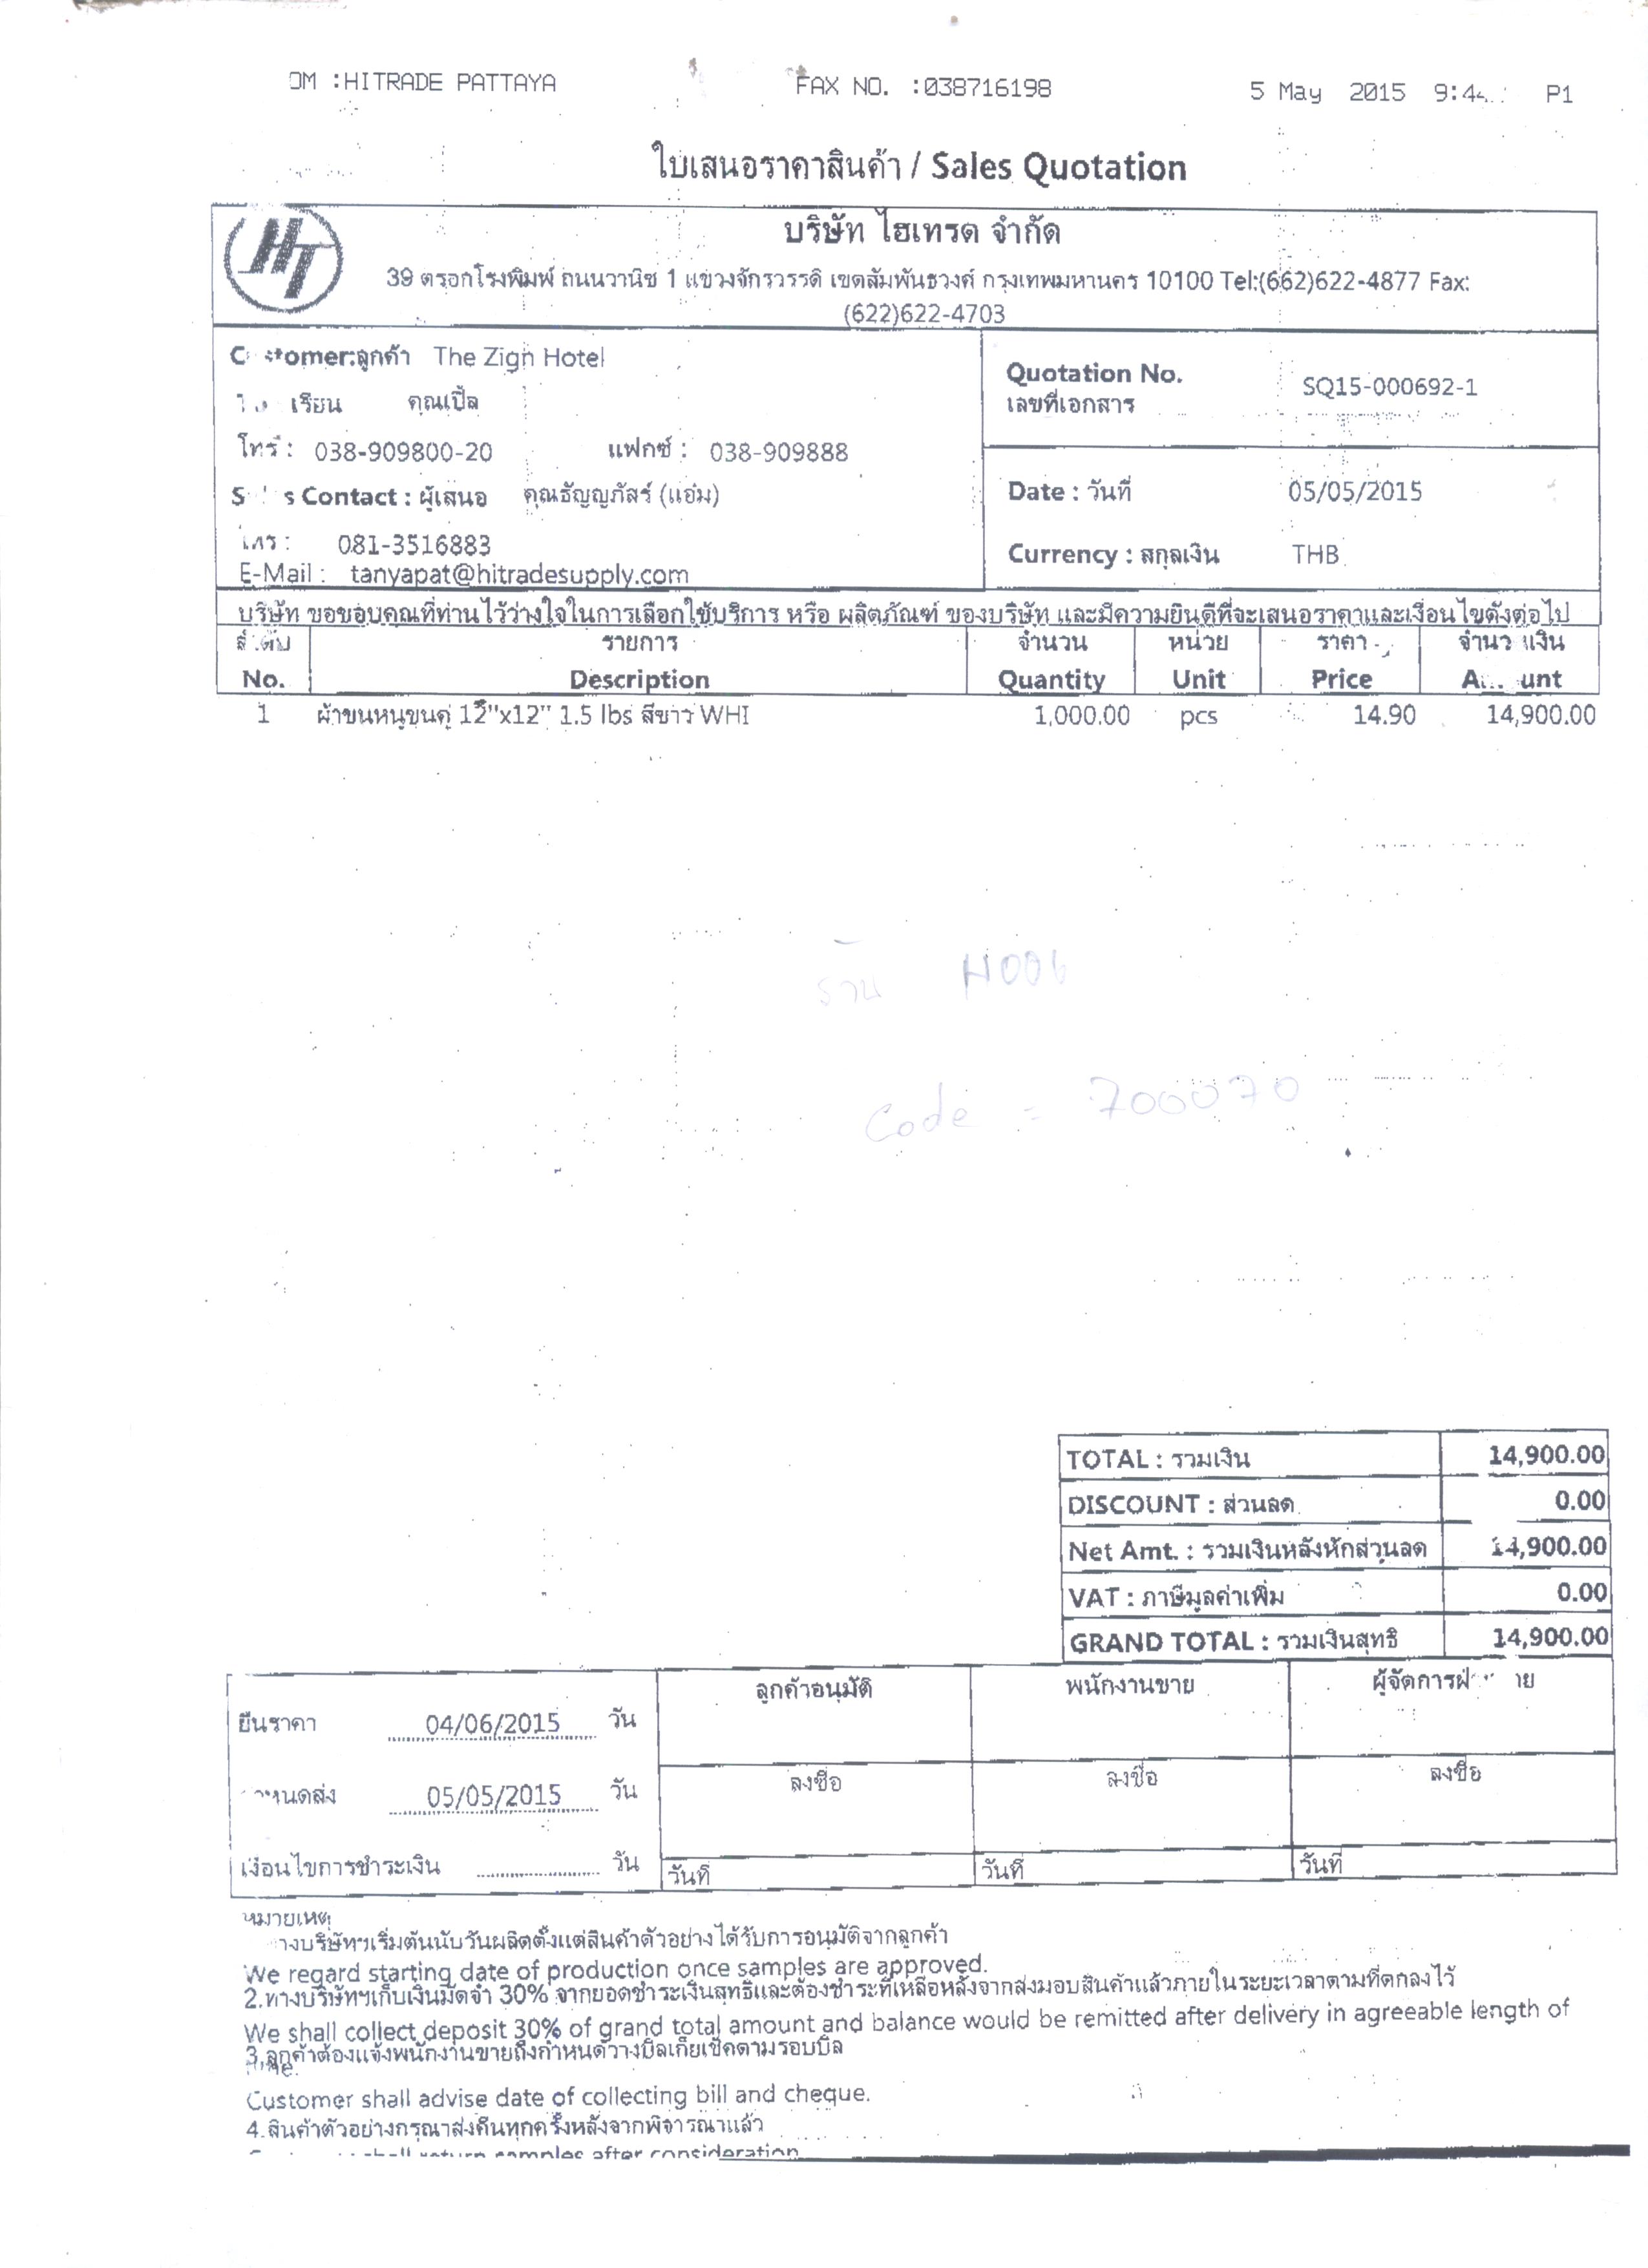 OM :HITRADE PATTAYA FAX NO. :038716198 5 May 2015 9:44 P1
ใบเสนอราคาสินค้า / Sales Quotation
HT
บริษัท ไฮเทรด จำกัด
39 ตรอกโรงพิมพ์ ถนนวานิช 1 แขวงจักรวรรดิ เขตสัมพันธวงศ์ กรุงเทพมหานคร 10100 Tel:(662)622-4877 Fax:
(622)622-4703
Customer:ลูกค้า The Zign Hotel
เรียน คุณเปิ้ล
โทร์ : 038-909800-20 แฟกซ์ : 038-909888
Sales Contact : ผู้เสนอ คุณธัญญภัสร์ (แอ๋ม)
โทร : 081-3516883
E-Mail : tanyapat@hitradesupply.com
Quotation No. SQ15-000692-1
เลขที่เอกสาร
Date : วันที่ 05/05/2015
Currency : สกุลเงิน THB
บริษัท ขอขอบคุณที่ท่านไว้วางใจในการเลือกใช้บริการ หรือ ผลิตภัณฑ์ ของบริษัท และมีความยินดีที่จะเสนอราคาและเงื่อนไขดังต่อไป
ลำดับ รายการ จำนวน หน่วย ราคา จำนวนเงิน
No. Description Quantity Unit Price Amount
1 ผ้าขนหนูขนคู่ 12"x12" 1.5 lbs สีขาว WHI 1,000.00 pcs 14.90 14,900.00
ร้าน H006
Code = 700070
TOTAL : รวมเงิน 14,900.00
DISCOUNT : ส่วนลด 0.00
Net Amt. : รวมเงินหลังหักส่วนลด 14,900.00
VAT : ภาษีมูลค่าเพิ่ม 0.00
GRAND TOTAL : รวมเงินสุทธิ 14,900.00
ลูกค้าอนุมัติ พนักงานขาย ผู้จัดการฝ่ายขาย
ยืนราคา 04/06/2015 วัน
ลงชื่อ ลงชื่อ ลงชื่อ
กำหนดส่ง 05/05/2015 วัน
เงื่อนไขการชำระเงิน วัน
วันที่ วันที่ วันที่
หมายเหตุ
ทางบริษัทฯเริ่มต้นนับวันผลิตตั้งแต่สินค้าตัวอย่างได้รับการอนุมัติจากลูกค้า
We regard starting date of production once samples are approved.
2.ทางบริษัทฯเก็บเงินมัดจำ 30% จากยอดชำระเงินสุทธิและต้องชำระที่เหลือหลังจากส่งมอบสินค้าแล้วภายในระยะเวลาตามที่ตกลงไว้
We shall collect deposit 30% of grand total amount and balance would be remitted after delivery in agreeable length of
3.ลูกค้าต้องแจ้งพนักงานขายถึงกำหนดวางบิลเก็บเช็คตามรอบบิล
time.
Customer shall advise date of collecting bill and cheque.
4.สินค้าตัวอย่างกรุณาส่งคืนทุกครั้งหลังจากพิจารณาแล้ว
Customer shall return samples after consideration